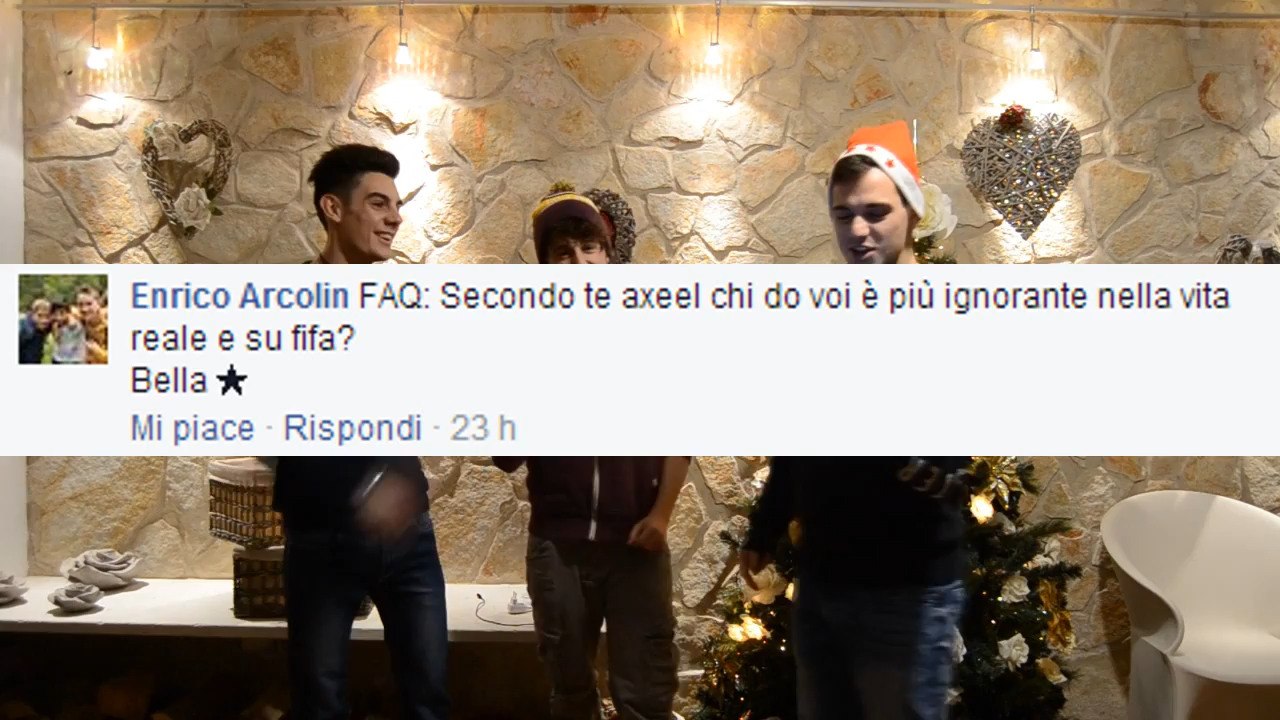 Enrico Arcolin FAQ: Secondo te axeel chi do voi è più ignorante nella vita
reale e su fifa?
Bella ★
Mi piace · Rispondi · 23 h